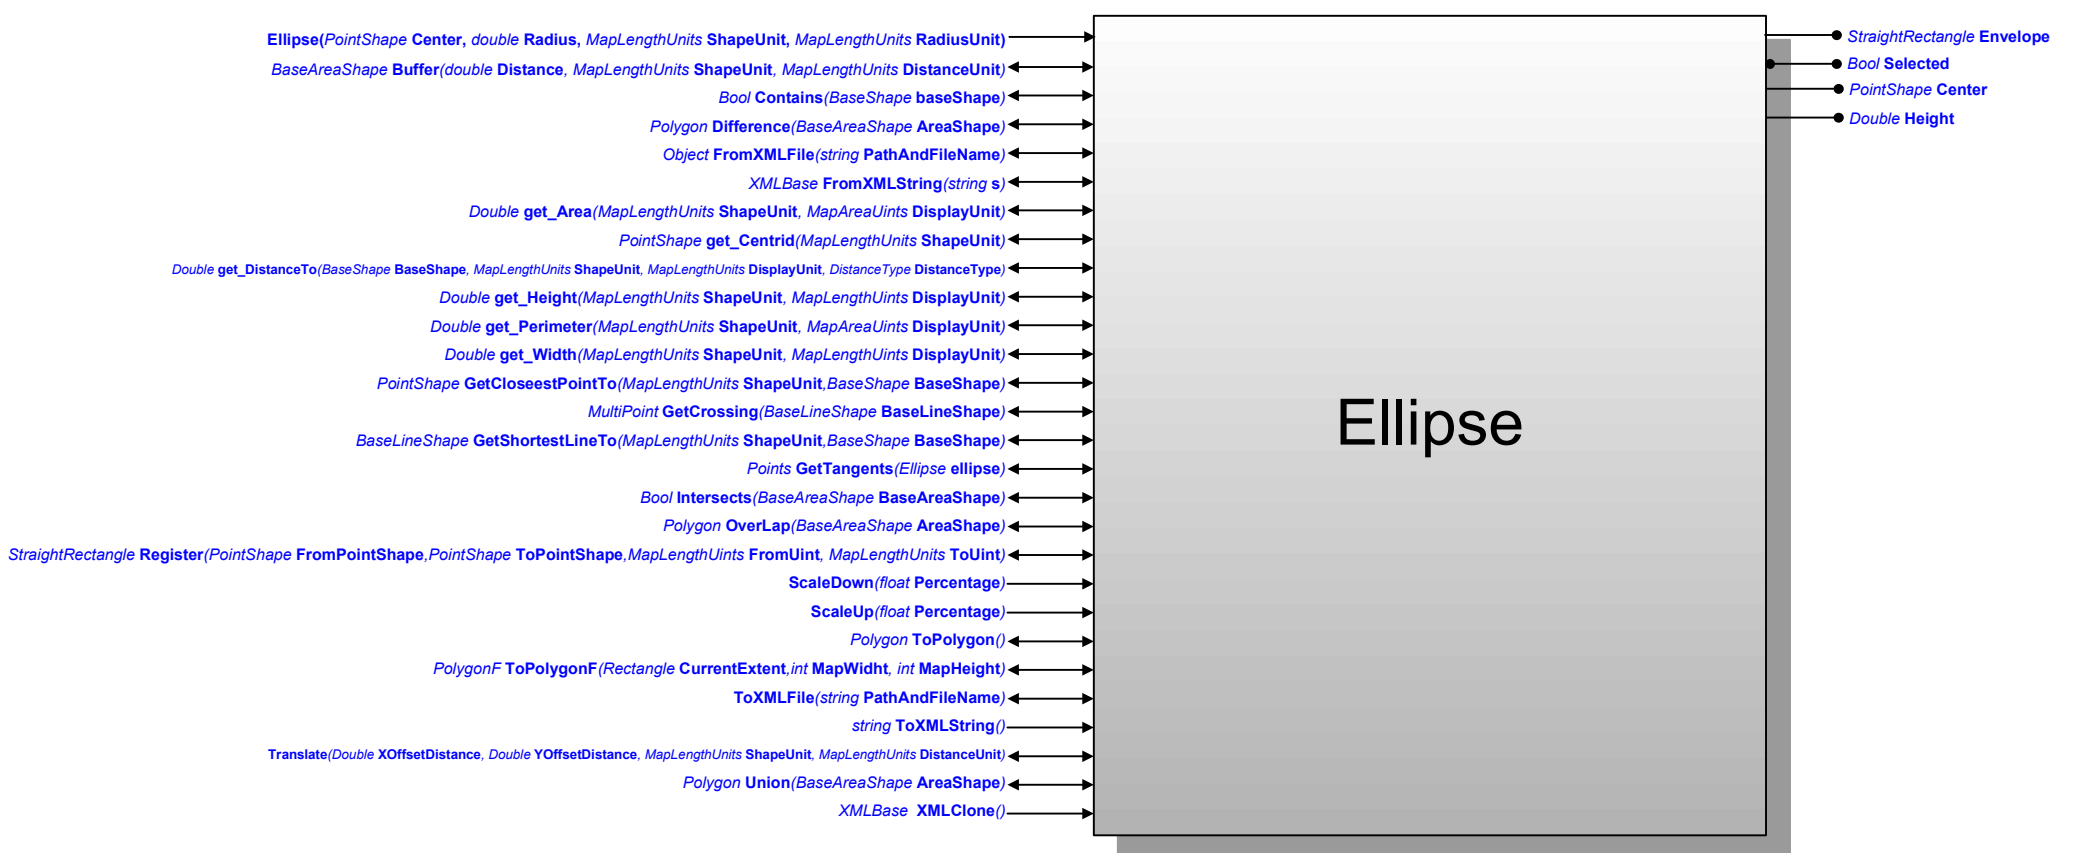 Ellipse(PointShape Center, double Radius, MapLengthUnits ShapeUnit, MapLengthUnits RadiusUnit)
BaseAreaShape Buffer(double Distance, MapLengthUnits ShapeUnit, MapLengthUnits DistanceUnit)
Bool Contains(BaseShape baseShape)
Polygon Difference(BaseAreaShape AreaShape)
Object FromXMLFile(string PathAndFileName)
XMLBase FromXMLString(string s)
Double get_Area(MapLengthUnits ShapeUnit, MapAreaUints DisplayUnit)
PointShape get_Centrid(MapLengthUnits ShapeUnit)
Double get_DistanceTo(BaseShape BaseShape, MapLengthUnits ShapeUnit, MapLengthUnits DisplayUnit, DistanceType DistanceType)
Double get_Height(MapLengthUnits ShapeUnit, MapLengthUints DisplayUnit)
Double get_Perimeter(MapLengthUnits ShapeUnit, MapAreaUints DisplayUnit)
Double get_Width(MapLengthUnits ShapeUnit, MapLengthUints DisplayUnit)
PointShape GetCloseestPointTo(MapLengthUnits ShapeUnit,BaseShape BaseShape)
MultiPoint GetCrossing(BaseLineShape BaseLineShape)
BaseLineShape GetShortestLineTo(MapLengthUnits ShapeUnit,BaseShape BaseShape)
Points GetTangents(Ellipse ellipse)
Bool Intersects(BaseAreaShape BaseAreaShape)
Polygon OverLap(BaseAreaShape AreaShape)
StraightRectangle Register(PointShape FromPointShape,PointShape ToPointShape,MapLengthUints FromUint, MapLengthUnits ToUint)
ScaleDown(float Percentage)
ScaleUp(float Percentage)
Polygon ToPolygon()
PolygonF ToPolygonF(Rectangle CurrentExtent,int MapWidht, int MapHeight)
ToXMLFile(string PathAndFileName)
string ToXMLString()
Translate(Double XOffsetDistance, Double YOffsetDistance, MapLengthUnits ShapeUnit, MapLengthUnits DistanceUnit)
Polygon Union(BaseAreaShape AreaShape)
XMLBase XMLClone()
Ellipse
StraightRectangle Envelope
Bool Selected
PointShape Center
Double Height